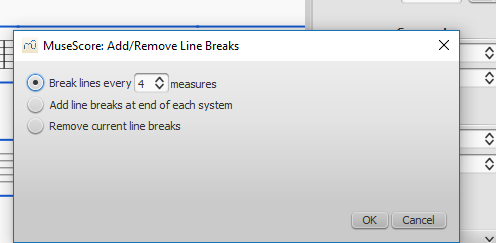 MuseScore: Add/Remove Line Breaks
Break lines every 4 measures
Add line breaks at end of each system
Remove current line breaks
OK Cancel